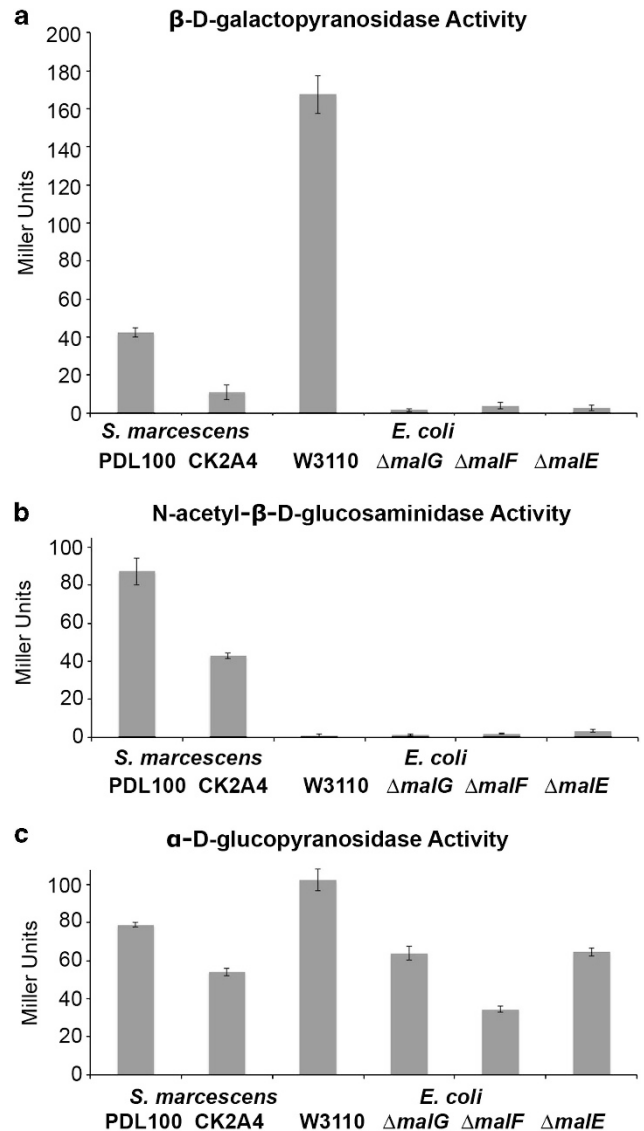 a
β-D-galactopyranosidase Activity
200
180
160
140
120
100
80
60
40
20
0
Miller Units
S. marcescens E. coli
PDL100 CK2A4 W3110 ΔmalG ΔmalF ΔmalE
b
N-acetyl-β-D-glucosaminidase Activity
100
80
60
40
20
0
Miller Units
S. marcescens E. coli
PDL100 CK2A4 W3110 ΔmalG ΔmalF ΔmalE
c
α-D-glucopyranosidase Activity
100
80
60
40
20
0
Miller Units
S. marcescens E. coli
PDL100 CK2A4 W3110 ΔmalG ΔmalF ΔmalE